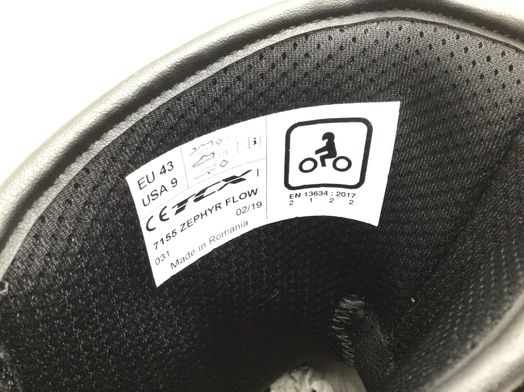 EU 43
USA 9
i
CE TCX I
7155 ZEPHYR FLOW
031 02/19
Made in Romania
EN 13634 : 2017
2 1 2 2